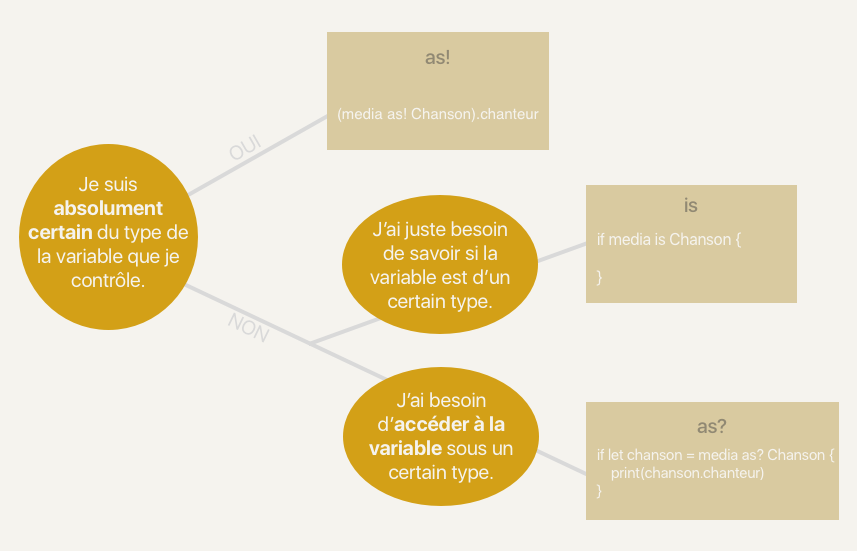 Je suis
absolument
certain du type de
la variable que je
contrôle.
OUI
as!
(media as! Chanson).chanteur
NON
J’ai juste besoin
de savoir si la
variable est d’un
certain type.
is
if media is Chanson {
}
J’ai besoin
d’accéder à la
variable sous un
certain type.
as?
if let chanson = media as? Chanson {
print(chanson.chanteur)
}